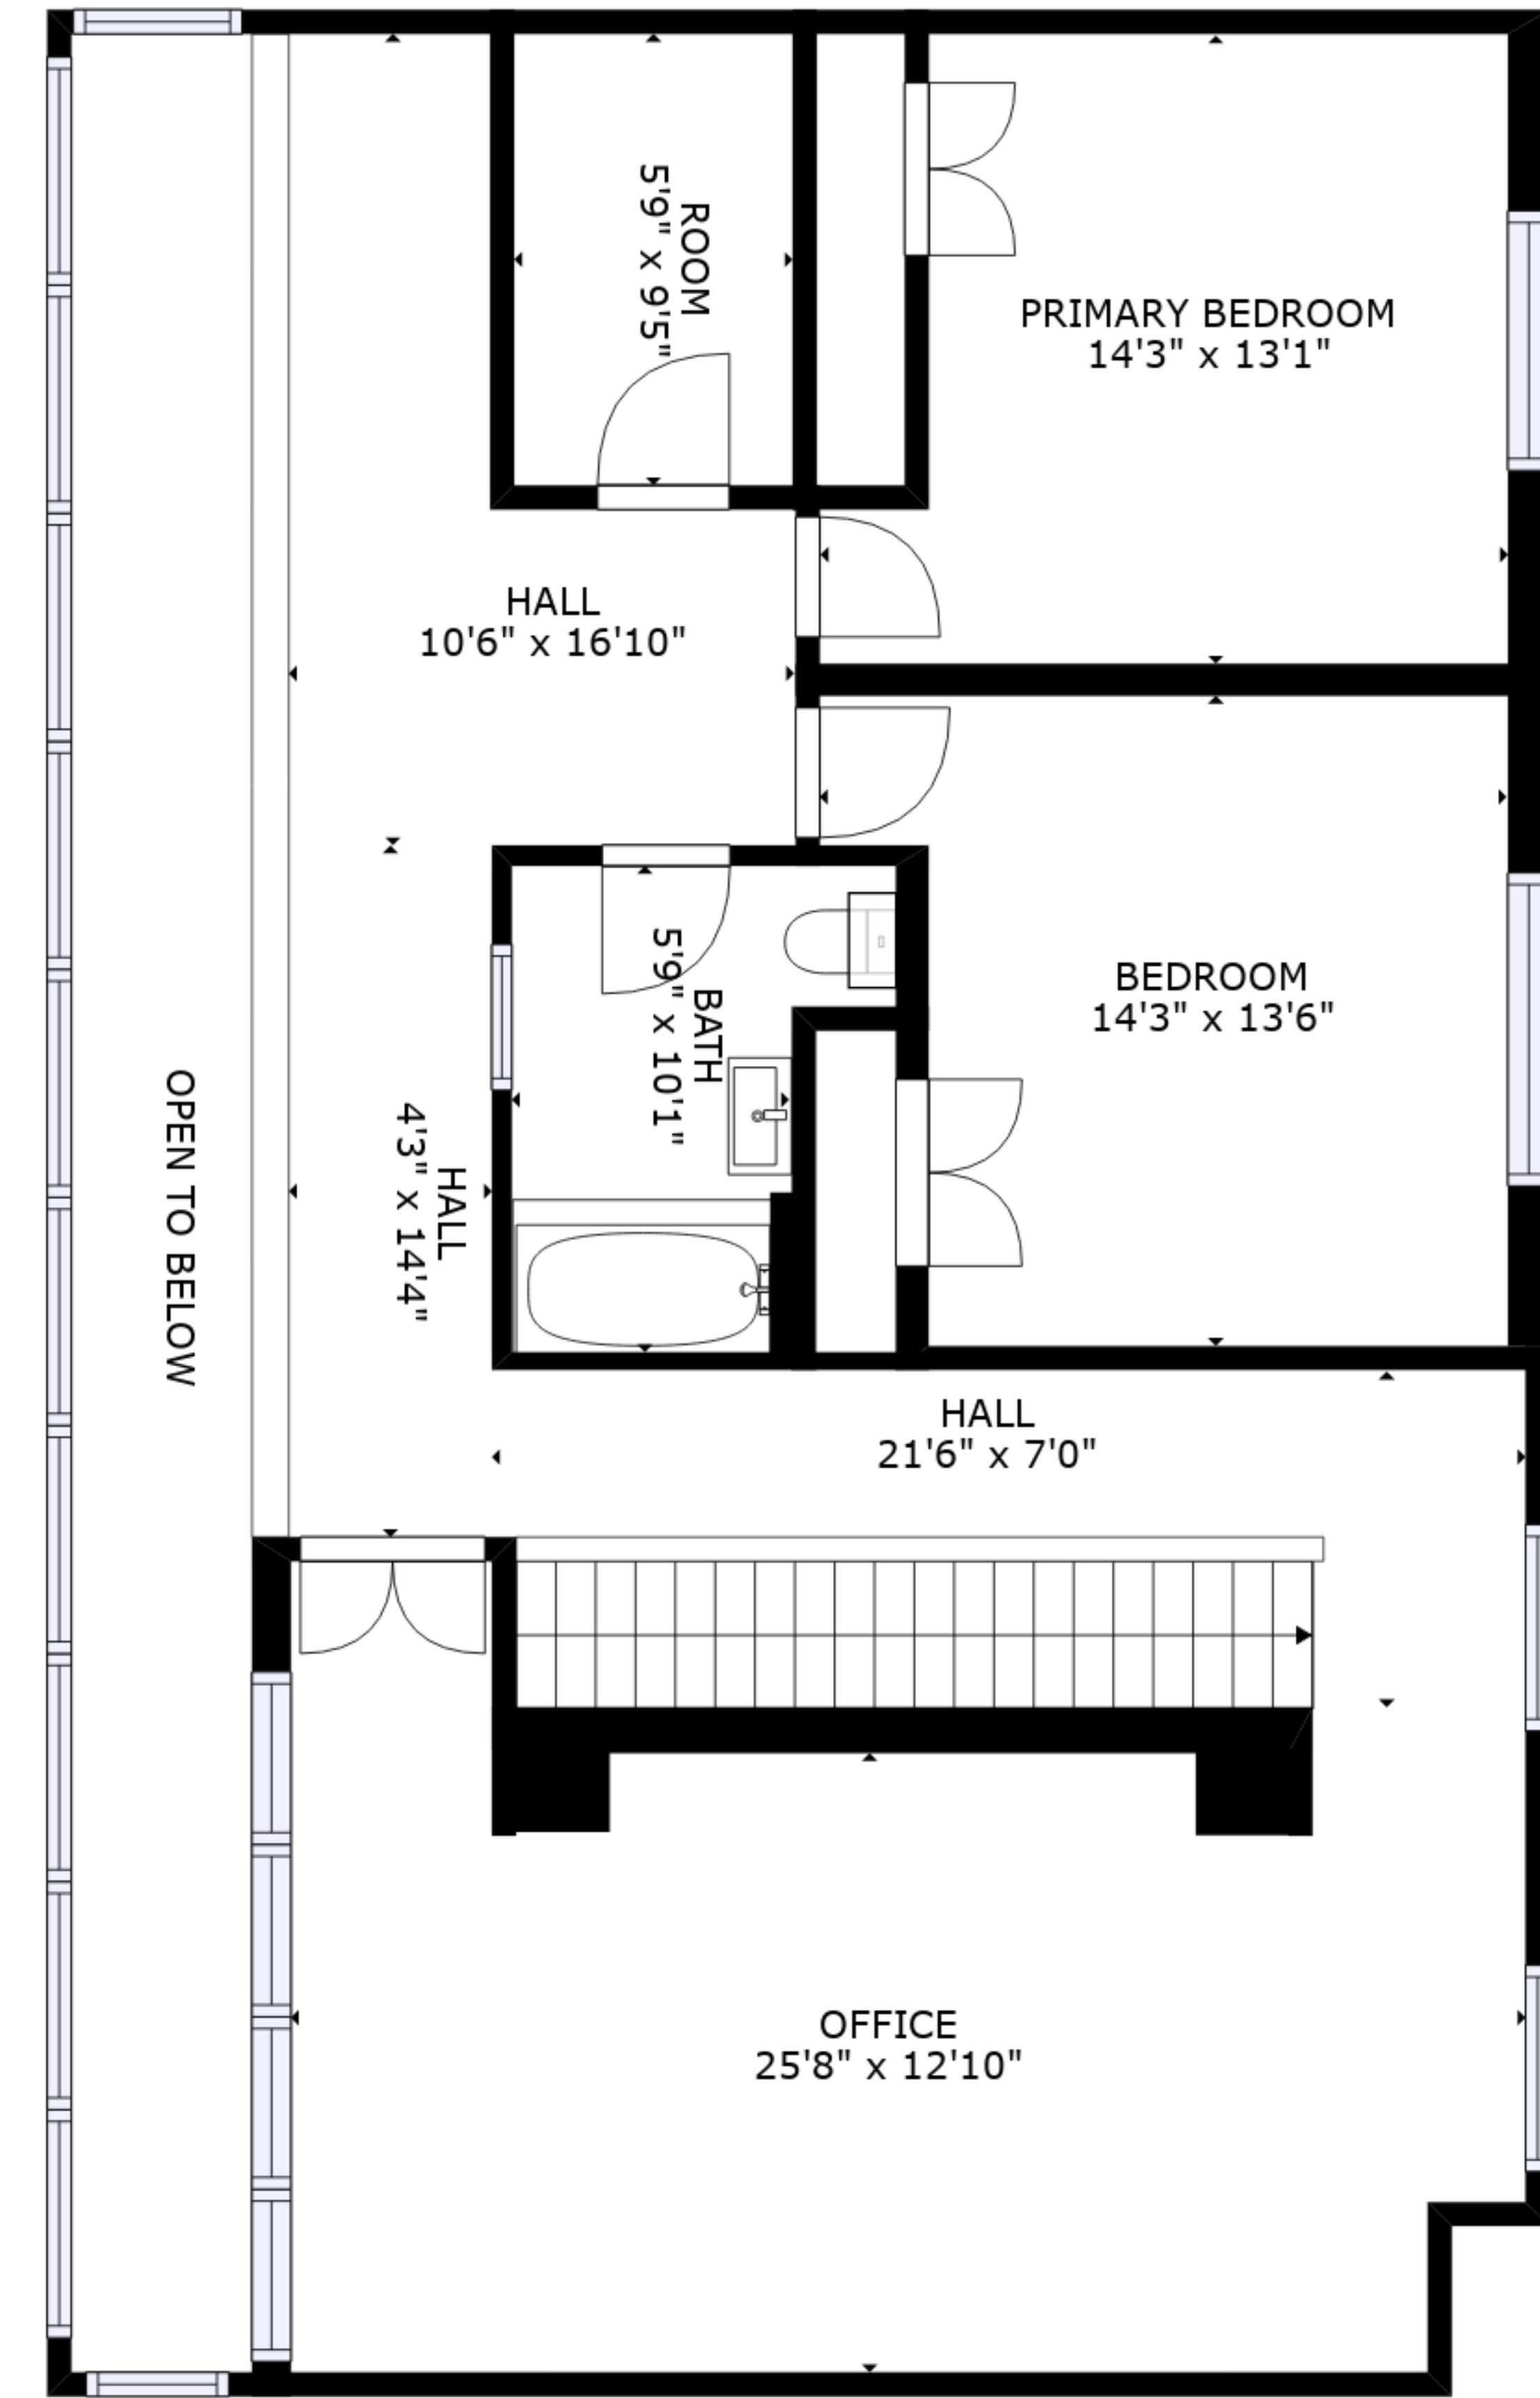 ROOM
5'9" x 9'5"
PRIMARY BEDROOM
14'3" x 13'1"
HALL
10'6" x 16'10"
BATH
5'9" x 10'1"
BEDROOM
14'3" x 13'6"
HALL
4'3" x 14'4"
OPEN TO BELOW
HALL
21'6" x 7'0"
OFFICE
25'8" x 12'10"